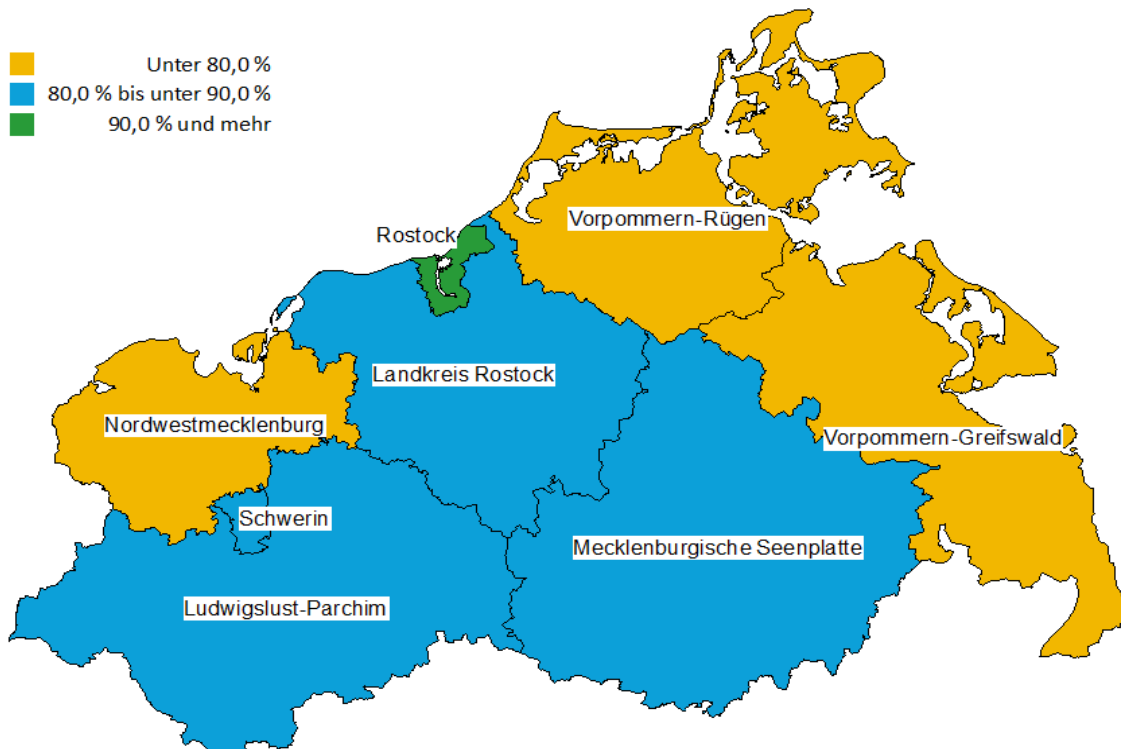 Unter 80,0 %
80,0 % bis unter 90,0 %
90,0 % und mehr
Vorpommern-Rügen
Rostock
Landkreis Rostock
Nordwestmecklenburg
Vorpommern-Greifswald
Schwerin
Mecklenburgische Seenplatte
Ludwigslust-Parchim